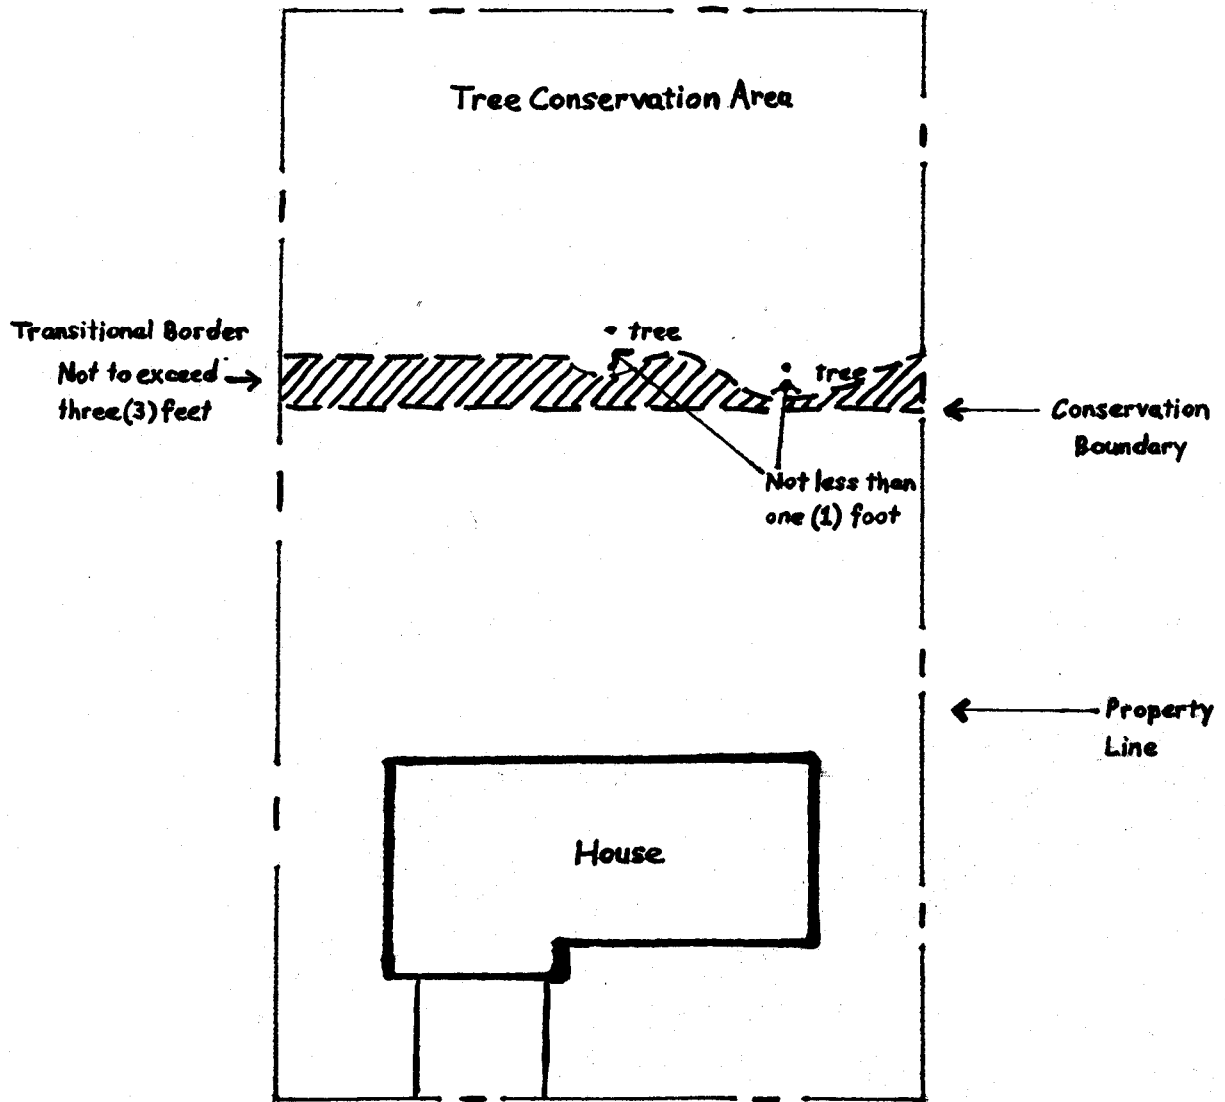 Tree Conservation Area
Transitional Border
Not to exceed
three (3) feet
tree
tree
Conservation
Boundary
Not less than
one (1) foot
Property
Line
House